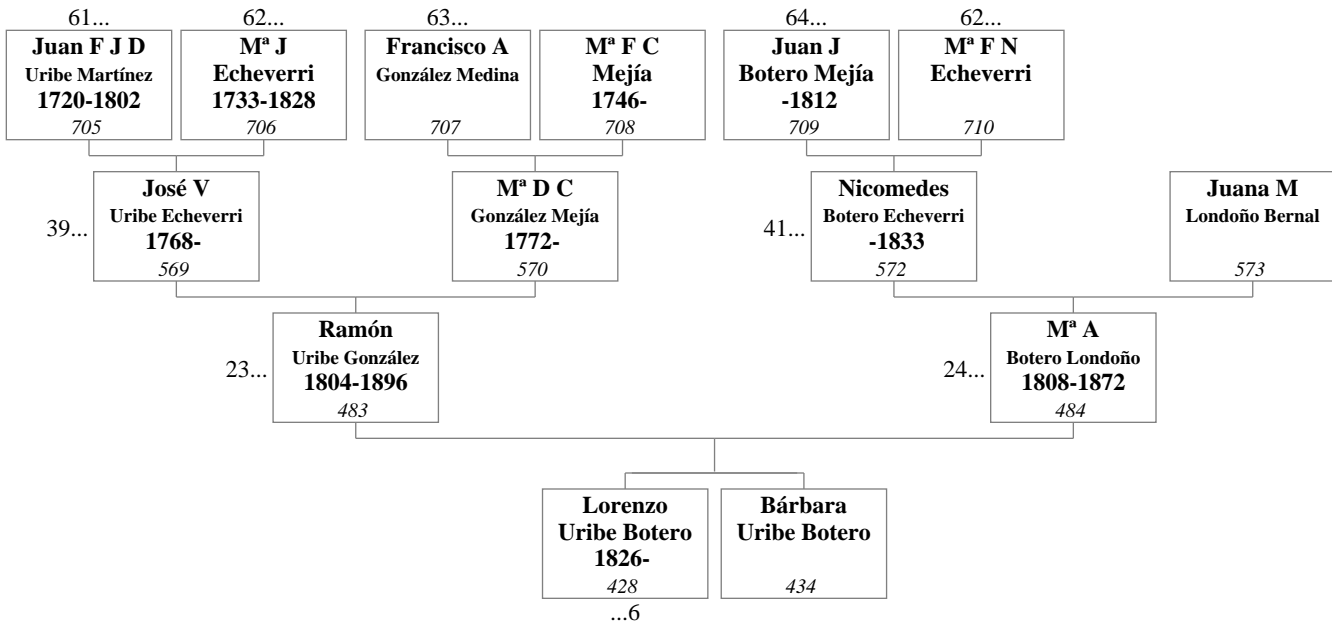 61...
62...
63...
64...
62...
Juan F J D
Uribe Martínez
1720-1802
705
Mª J
Echeverri
1733-1828
706
Francisco A
González Medina
707
Mª F C
Mejía
1746-
708
Juan J
Botero Mejía
-1812
709
Mª F N
Echeverri
710
39...
José V
Uribe Echeverri
1768-
569
Mª D C
González Mejía
1772-
570
41...
Nicomedes
Botero Echeverri
-1833
572
Juana M
Londoño Bernal
573
23...
Ramón
Uribe González
1804-1896
483
24...
Mª A
Botero Londoño
1808-1872
484
Lorenzo
Uribe Botero
1826-
428
Bárbara
Uribe Botero
434
...6